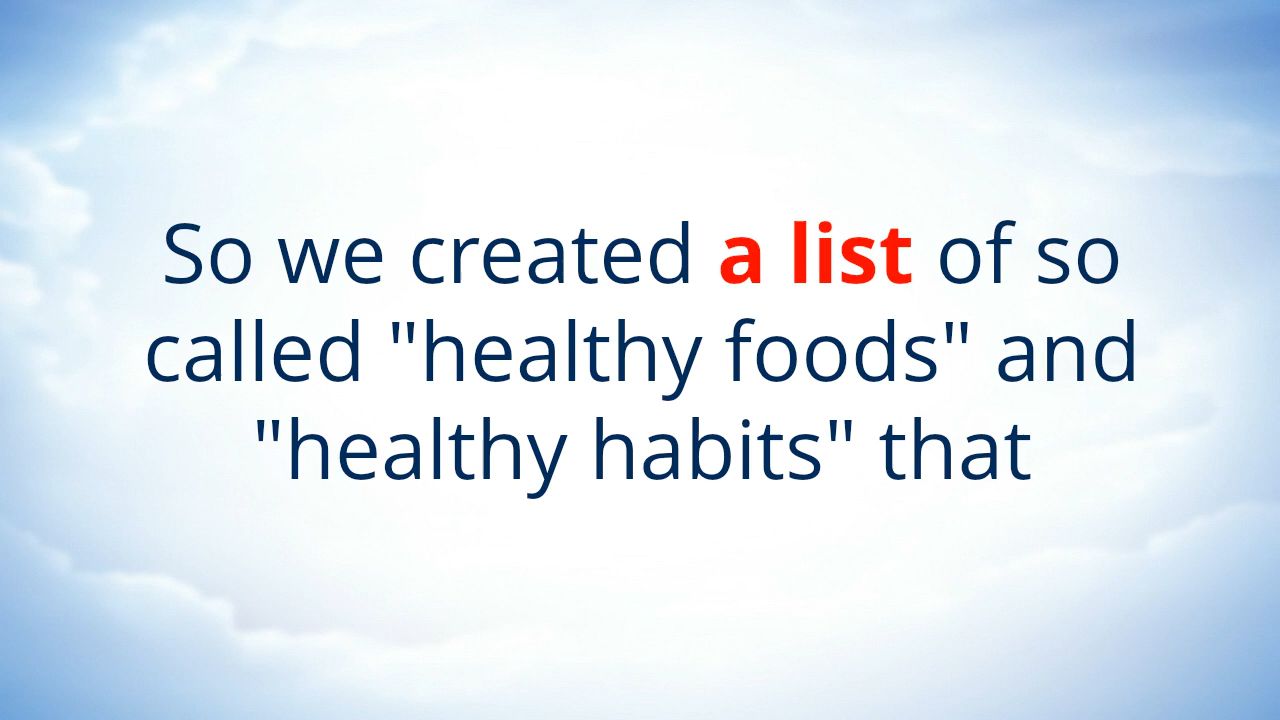 So we created a list of so
called "healthy foods" and
"healthy habits" that